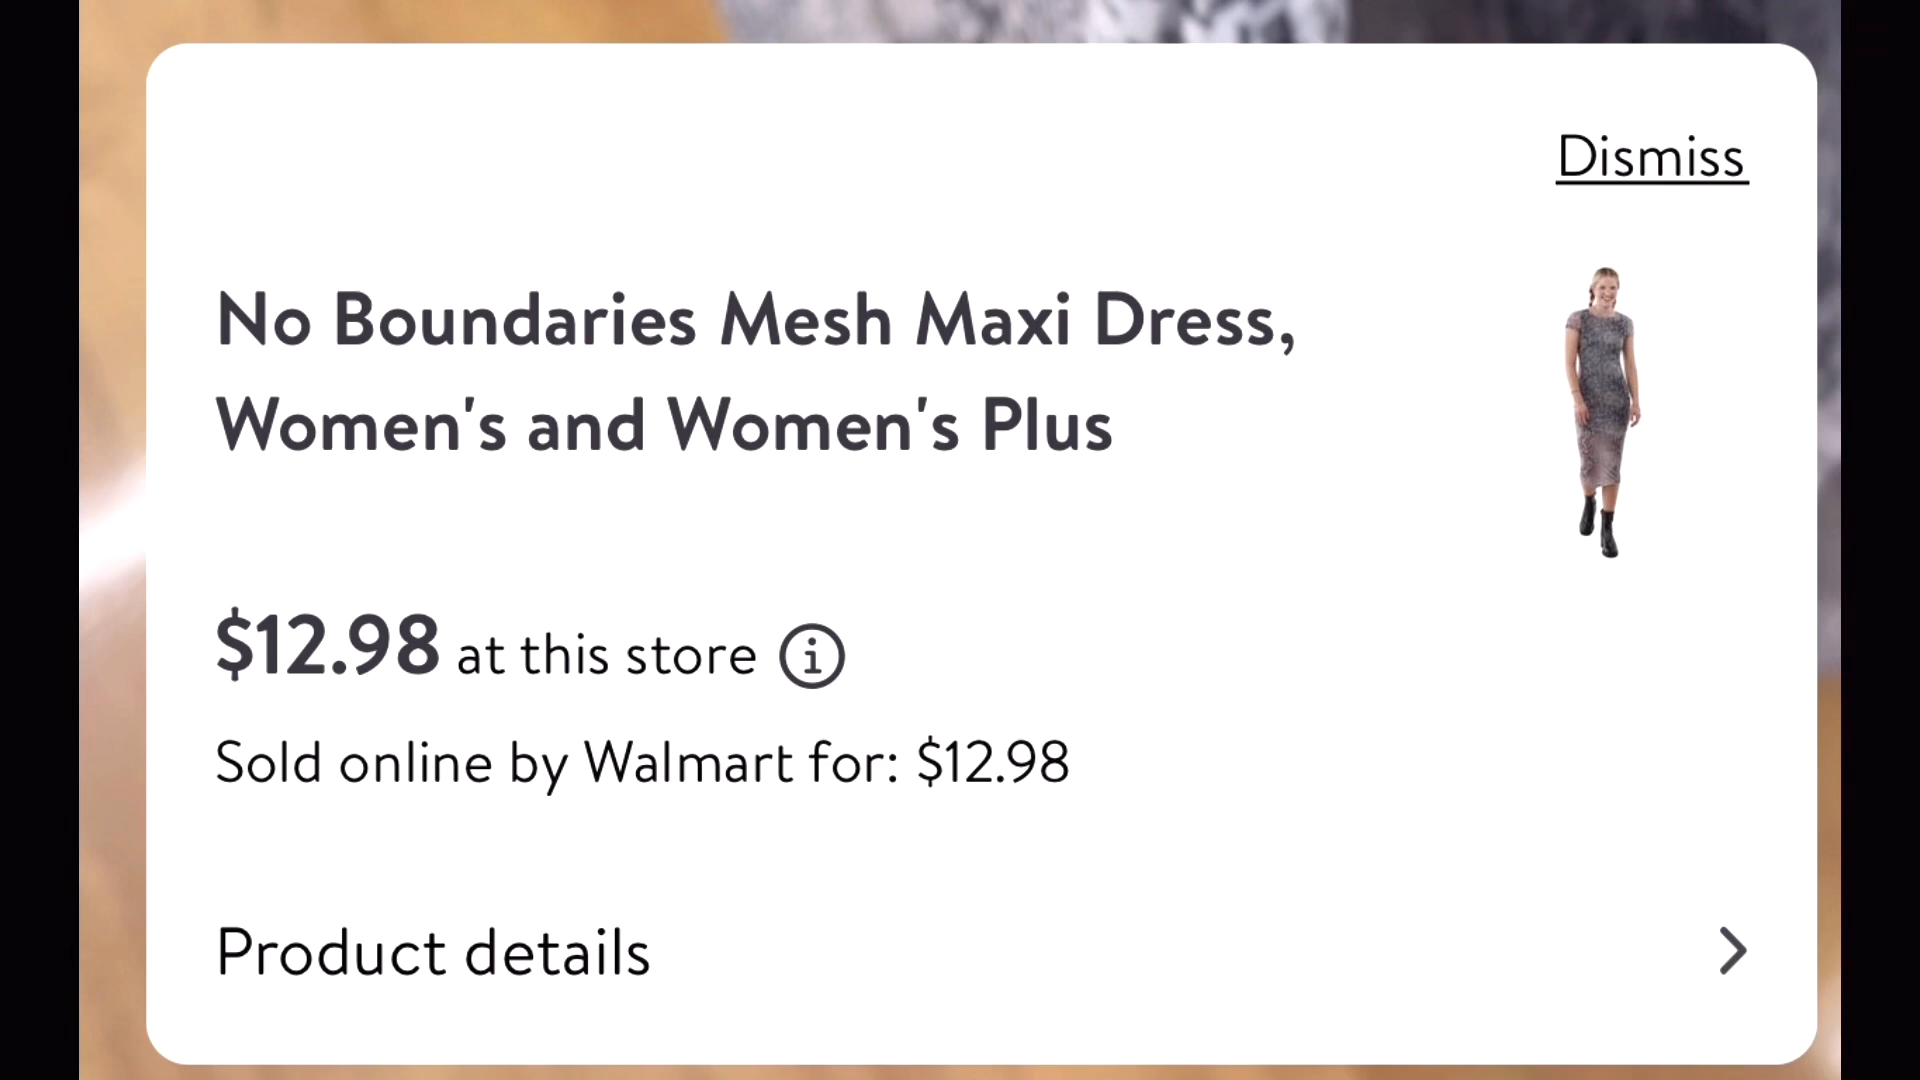 Dismiss
No Boundaries Mesh Maxi Dress,
Women's and Women's Plus
$12.98 at this store
Sold online by Walmart for: $12.98
Product details